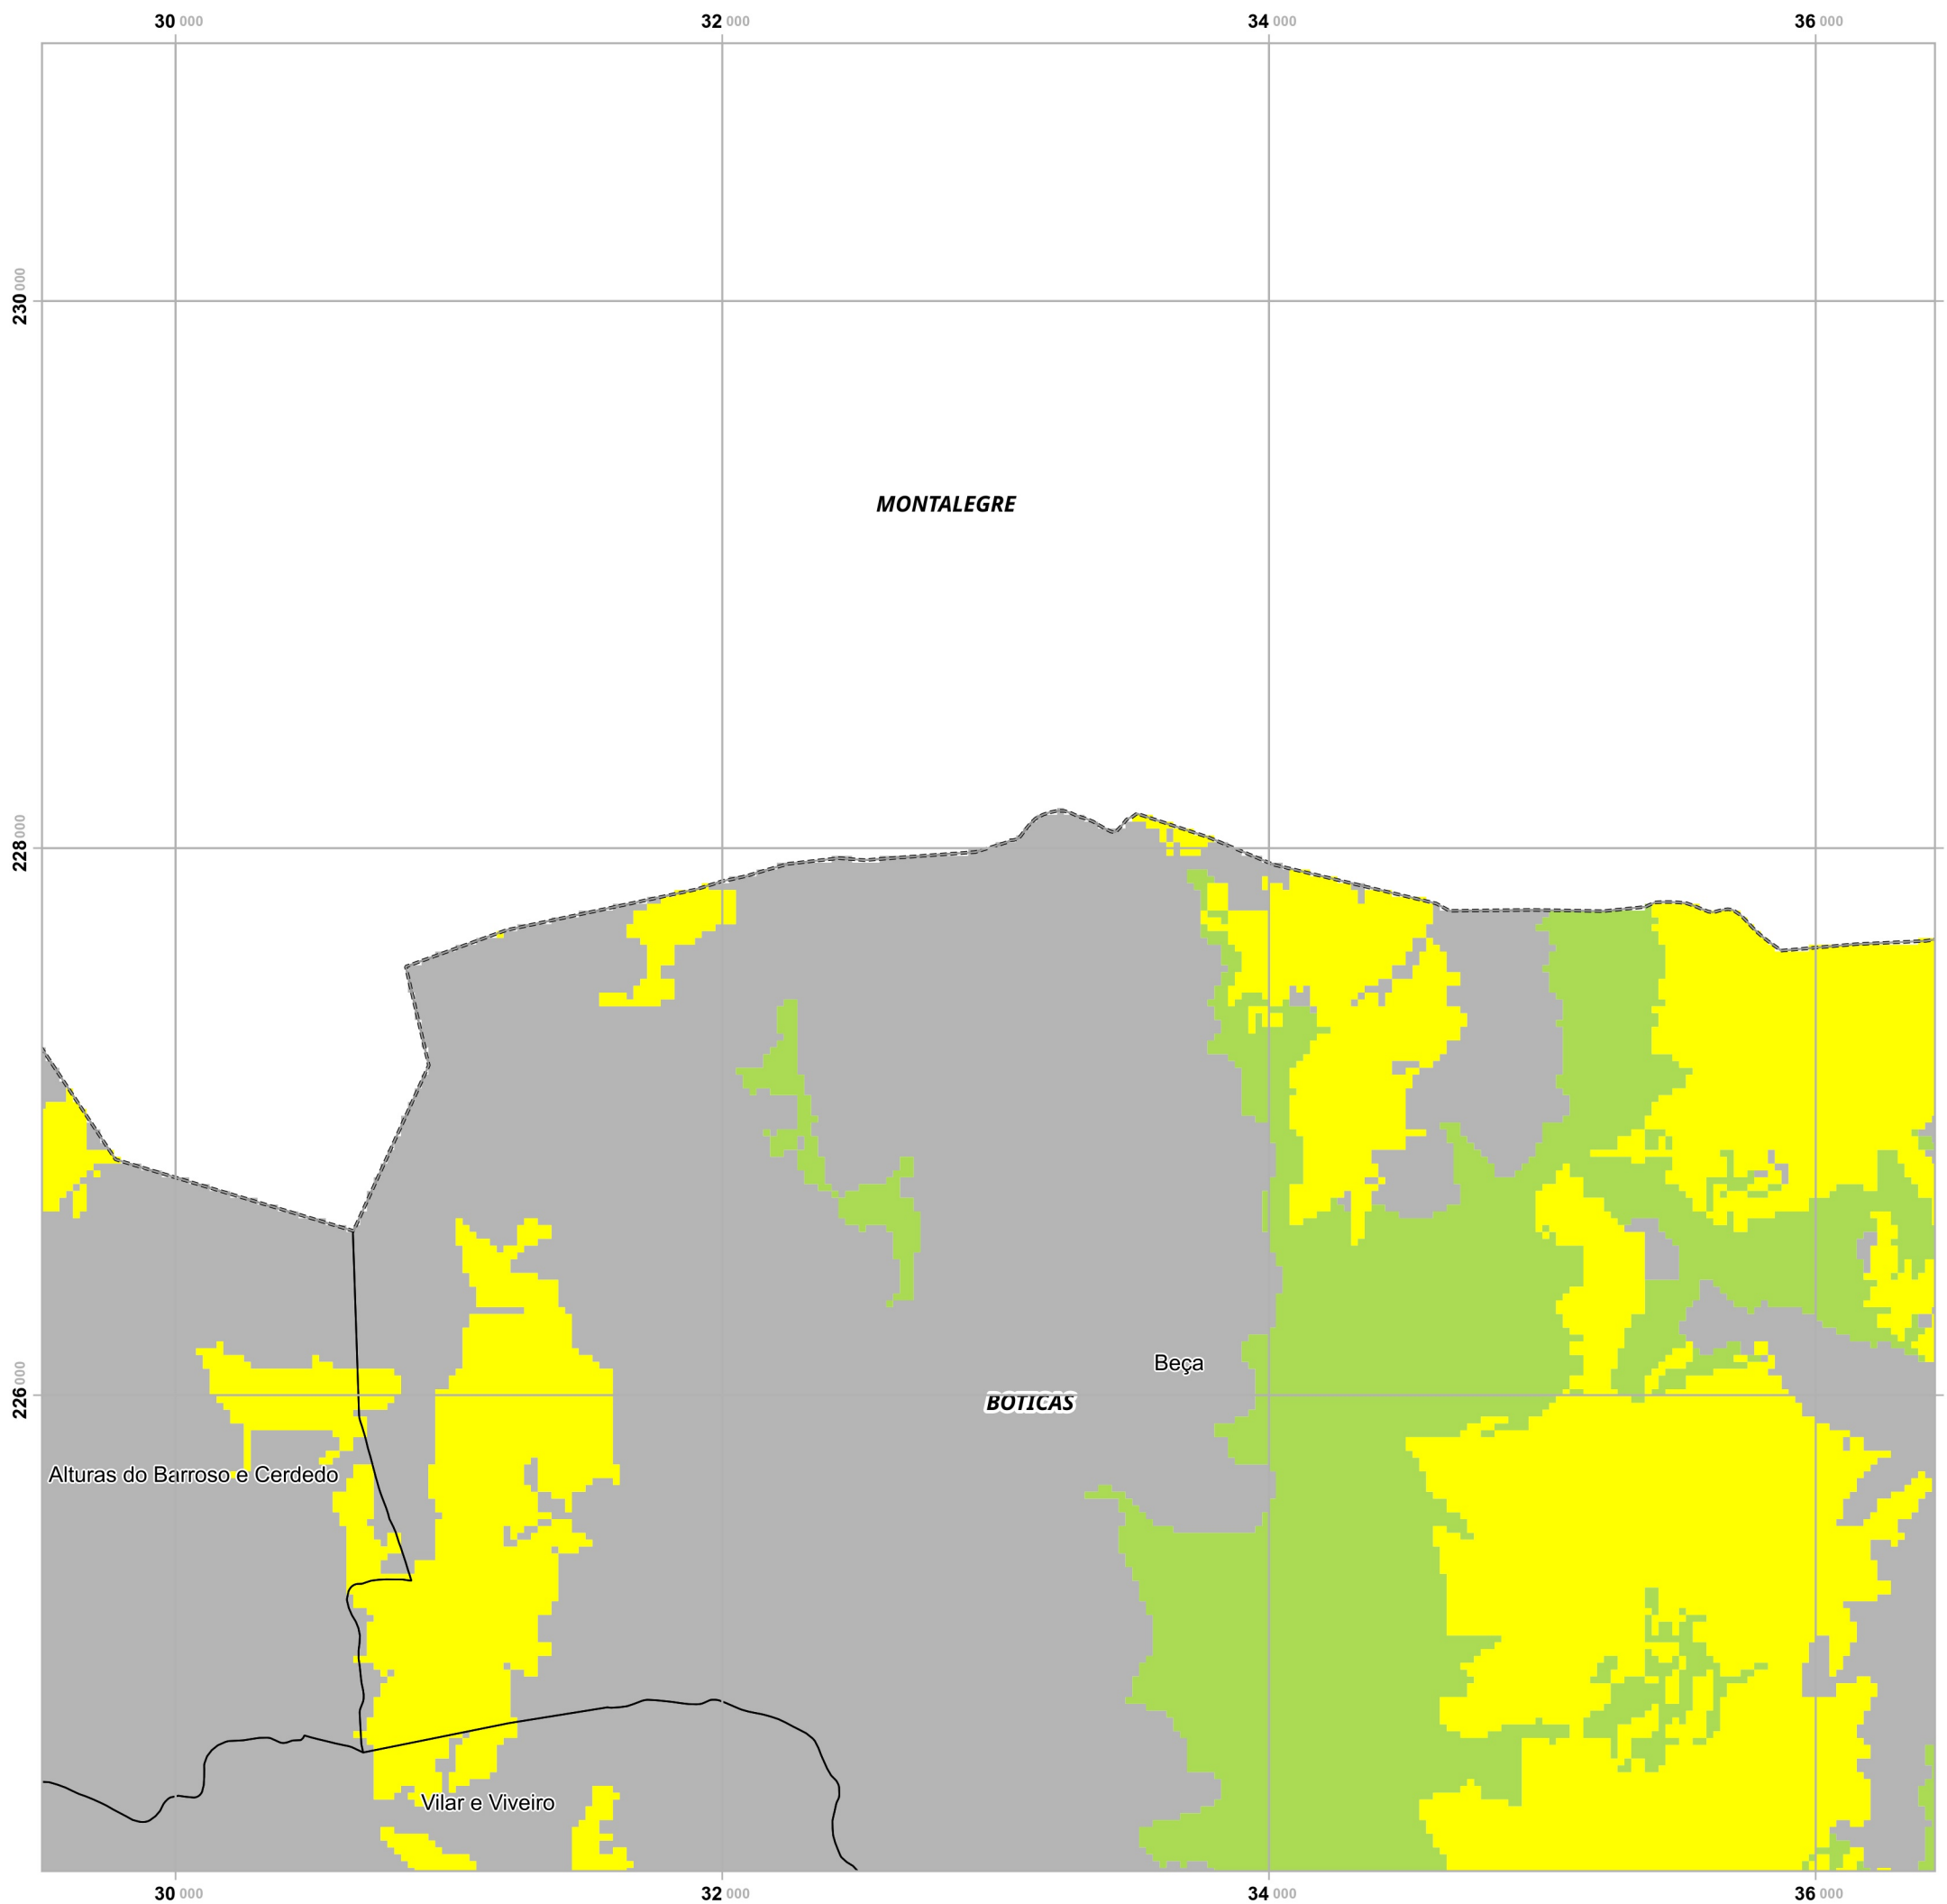 30 000 32 000 34 000 36 000
230 000
MONTALEGRE
228 000
Beça
226 000
BOTICAS
Alturas do Barroso e Cerdedo
Vilar e Viveiro
30 000 32 000 34 000 36 000